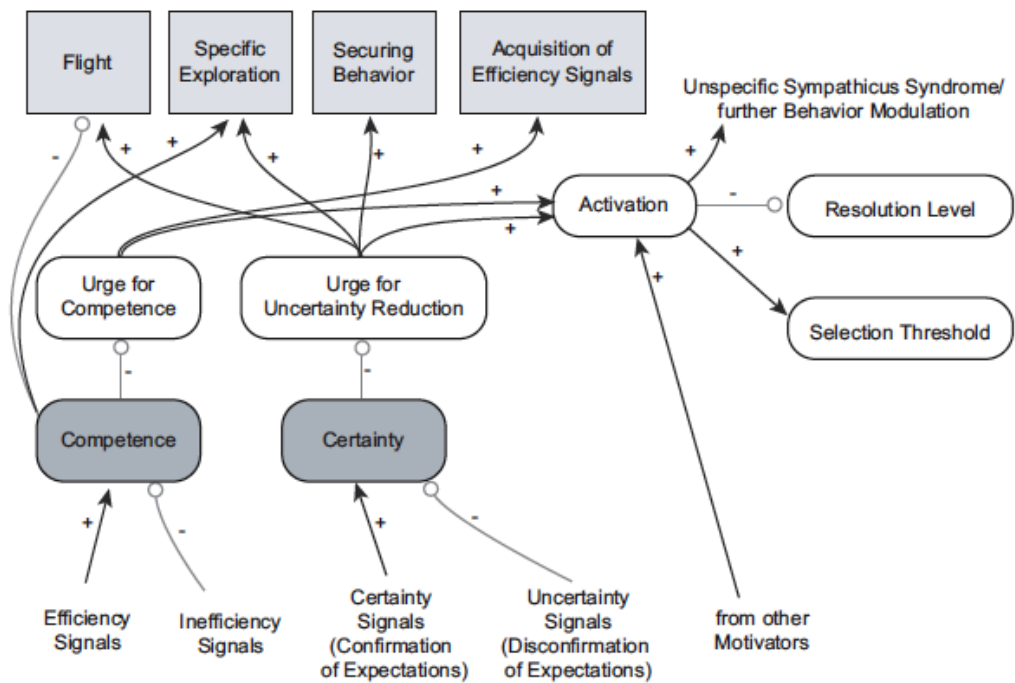 Flight
Specific
Exploration
Securing
Behavior
Acquisition of
Efficiency Signals
Unspecific Sympathicus Syndrome/
further Behavior Modulation
-
+
+
+
+
+
+
+
+
-
+
+
Activation
Resolution Level
Urge for
Competence
Urge for
Uncertainty Reduction
Selection Threshold
-
-
Competence
Certainty
+
-
+
-
Efficiency
Signals
Inefficiency
Signals
Certainty
Signals
(Confirmation
of Expectations)
Uncertainty
Signals
(Disconfirmation
of Expectations)
from other
Motivators